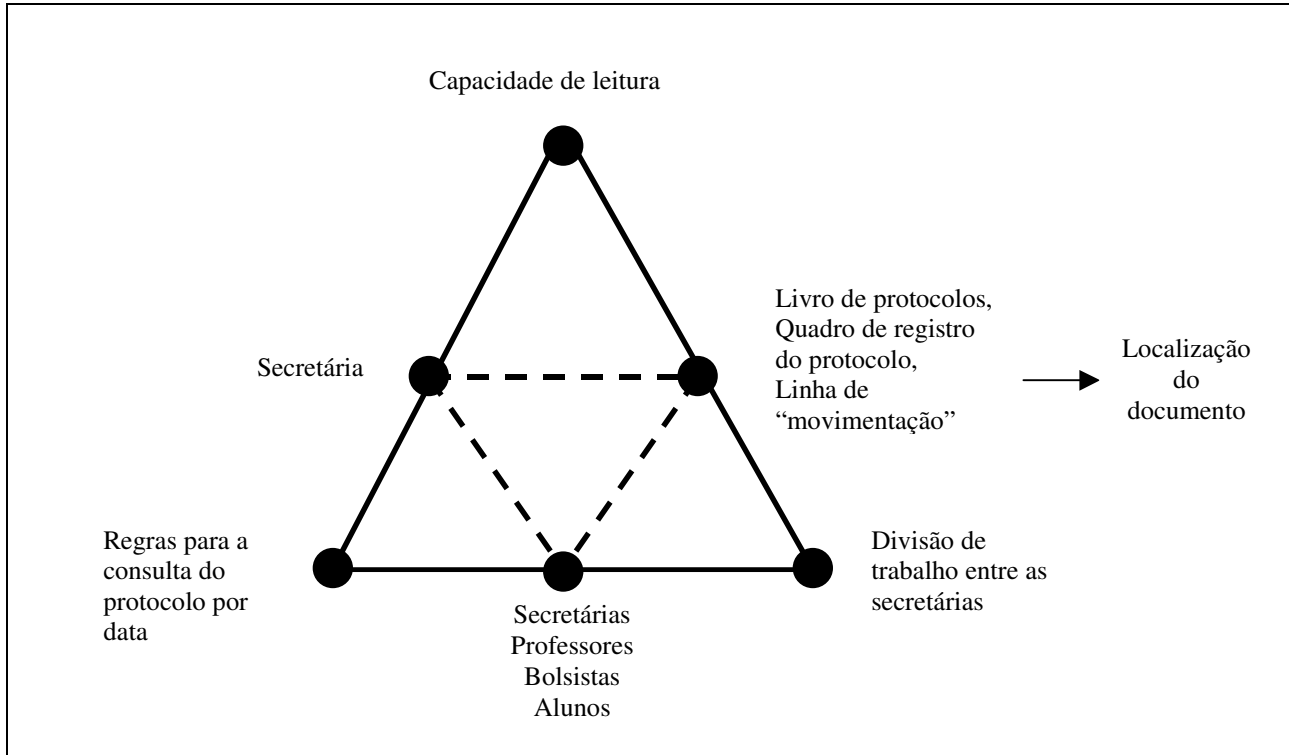 Capacidade de leitura
Secretária
Livro de protocolos,
Quadro de registro
do protocolo,
Linha de
“movimentação”
Localização
do
documento
Regras para a
consulta do
protocolo por
data
Secretárias
Professores
Bolsistas
Alunos
Divisão de
trabalho entre as
secretárias